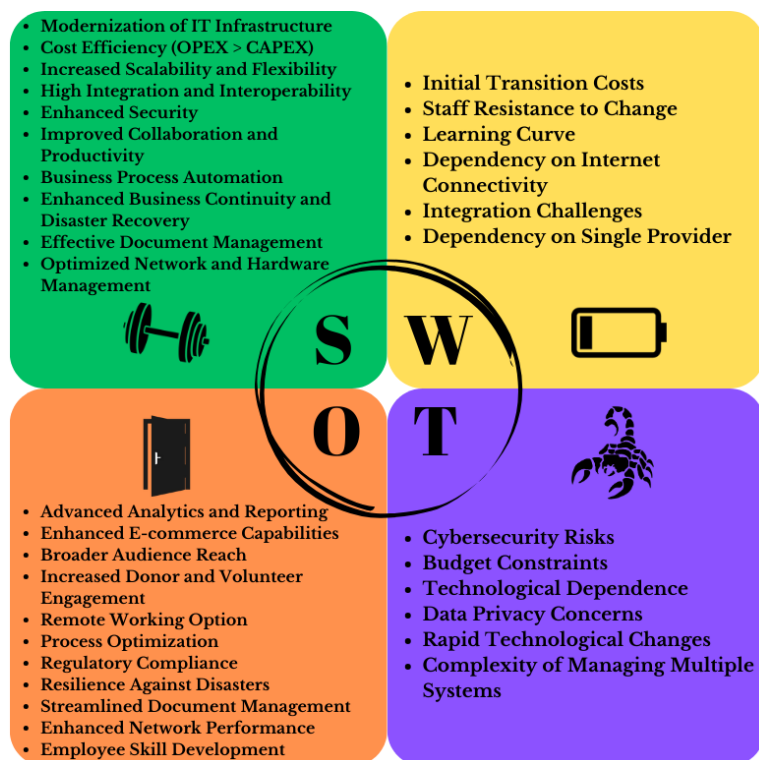 • Modernization of IT Infrastructure
• Cost Efficiency (OPEX > CAPEX)
• Increased Scalability and Flexibility
• High Integration and Interoperability
• Enhanced Security
• Improved Collaboration and
Productivity
• Business Process Automation
• Enhanced Business Continuity and
Disaster Recovery
• Effective Document Management
• Optimized Network and Hardware
Management
• Initial Transition Costs
• Staff Resistance to Change
• Learning Curve
• Dependency on Internet
Connectivity
• Integration Challenges
• Dependency on Single Provider
S W
O T
• Advanced Analytics and Reporting
• Enhanced E-commerce Capabilities
• Broader Audience Reach
• Increased Donor and Volunteer
Engagement
• Remote Working Option
• Process Optimization
• Regulatory Compliance
• Resilience Against Disasters
• Streamlined Document Management
• Enhanced Network Performance
• Employee Skill Development
• Cybersecurity Risks
• Budget Constraints
• Technological Dependence
• Data Privacy Concerns
• Rapid Technological Changes
• Complexity of Managing Multiple
Systems